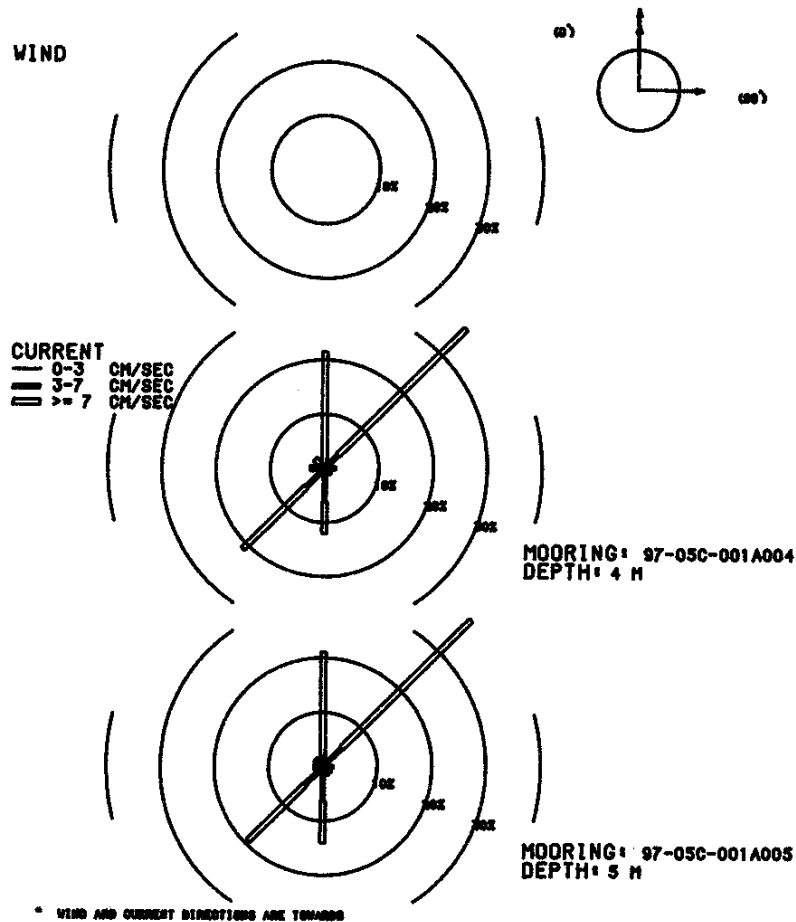 WIND
(0°)
(90°)
10%
20%
30%
CURRENT
0-3 CM/SEC
3-7 CM/SEC
>= 7 CM/SEC
10%
20%
30%
MOORING: 97-05C-001A004
DEPTH: 4 M
10%
20%
30%
MOORING: 97-05C-001A005
DEPTH: 5 M
* WIND AND CURRENT DIRECTIONS ARE TOWARDS